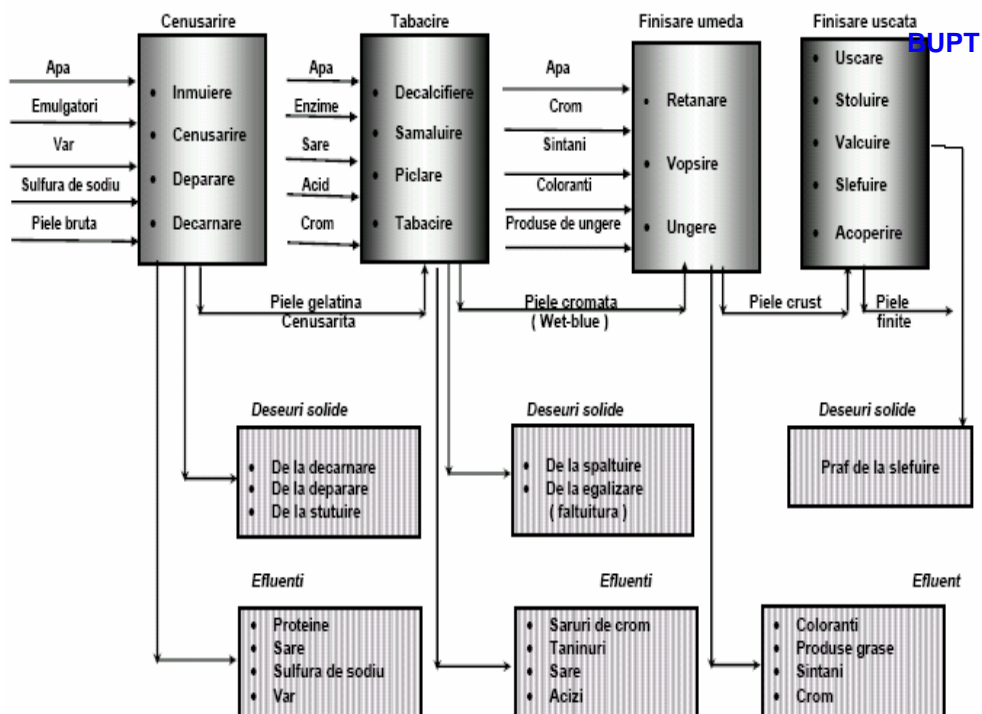 Cenusarire
Tabacire
Finisare umeda
Finisare uscata
BUPT
Apa
Emulgatori
Var
Sulfura de sodiu
Piele bruta
• Inmuiere
• Cenusarire
• Deparare
• Decarnare
Apa
Enzime
Sare
Acid
Crom
• Decalcifiere
• Samaluire
• Piclare
• Tabacire
Apa
Crom
Sintani
Coloranti
Produse de ungere
• Retanare
• Vopsire
• Ungere
• Uscare
• Stoluire
• Valcuire
• Slefuire
• Acoperire
Piele gelatina
Cenusarita
Piele cromata
( Wet-blue )
Piele crust
Piele
finite
Deseuri solide
• De la decarnare
• De la deparare
• De la stutuire
Deseuri solide
• De la spaltuire
• De la egalizare
( faltuitura )
Deseuri solide
Praf de la slefuire
Efluenti
• Proteine
• Sare
• Sulfura de sodiu
• Var
Efluenti
• Saruri de crom
• Taninuri
• Sare
• Acizi
Efluent
• Coloranti
• Produse grase
• Sintani
• Crom